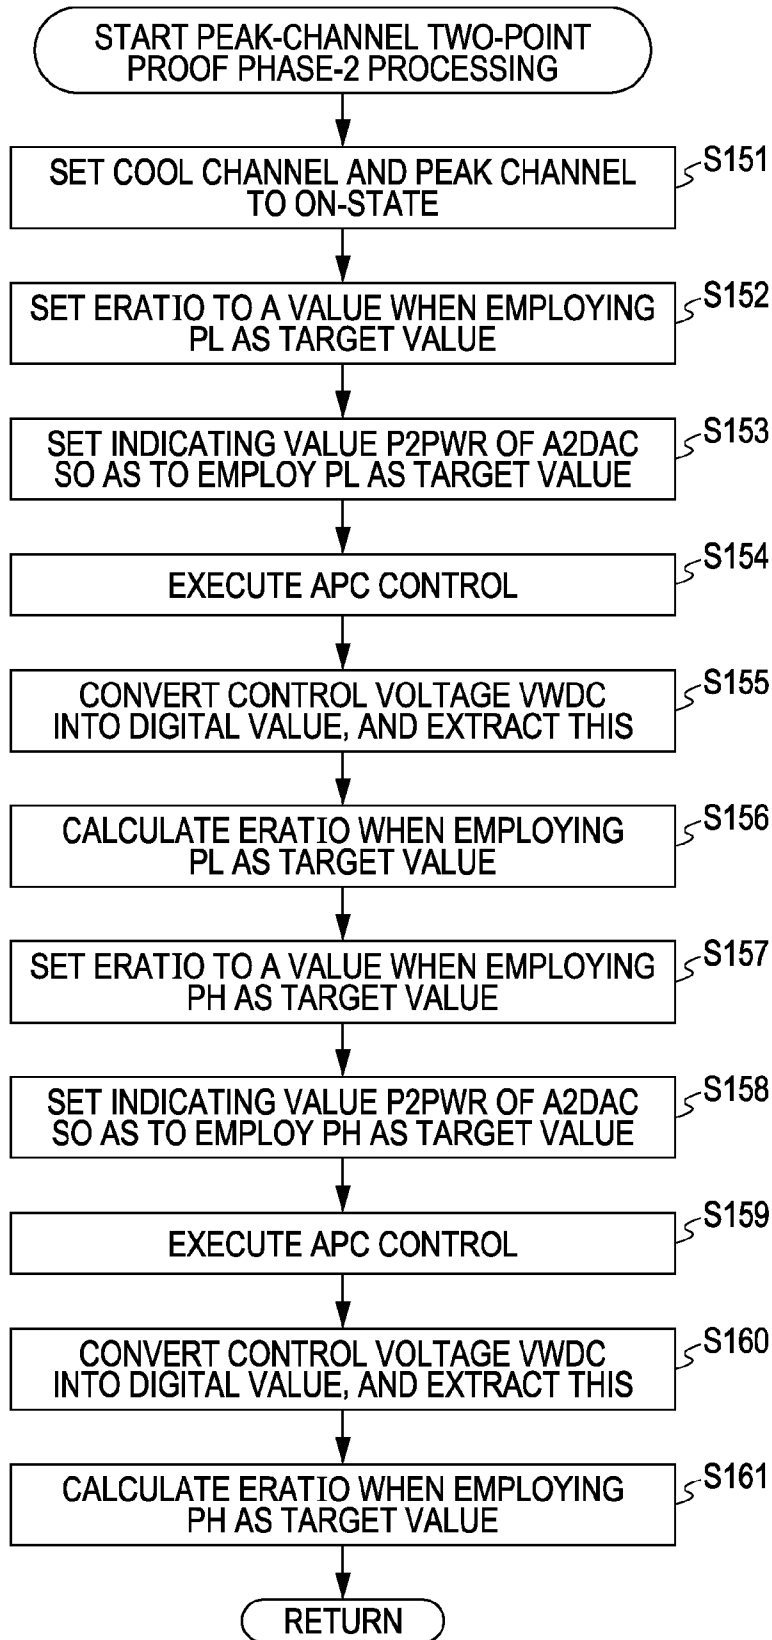 START PEAK-CHANNEL TWO-POINT
PROOF PHASE-2 PROCESSING
S151
SET COOL CHANNEL AND PEAK CHANNEL
TO ON-STATE
S152
SET ERATIO TO A VALUE WHEN EMPLOYING
PL AS TARGET VALUE
S153
SET INDICATING VALUE P2PWR OF A2DAC
SO AS TO EMPLOY PL AS TARGET VALUE
S154
EXECUTE APC CONTROL
S155
CONVERT CONTROL VOLTAGE VWDC
INTO DIGITAL VALUE, AND EXTRACT THIS
S156
CALCULATE ERATIO WHEN EMPLOYING
PL AS TARGET VALUE
S157
SET ERATIO TO A VALUE WHEN EMPLOYING
PH AS TARGET VALUE
S158
SET INDICATING VALUE P2PWR OF A2DAC
SO AS TO EMPLOY PH AS TARGET VALUE
S159
EXECUTE APC CONTROL
S160
CONVERT CONTROL VOLTAGE VWDC
INTO DIGITAL VALUE, AND EXTRACT THIS
S161
CALCULATE ERATIO WHEN EMPLOYING
PH AS TARGET VALUE
RETURN